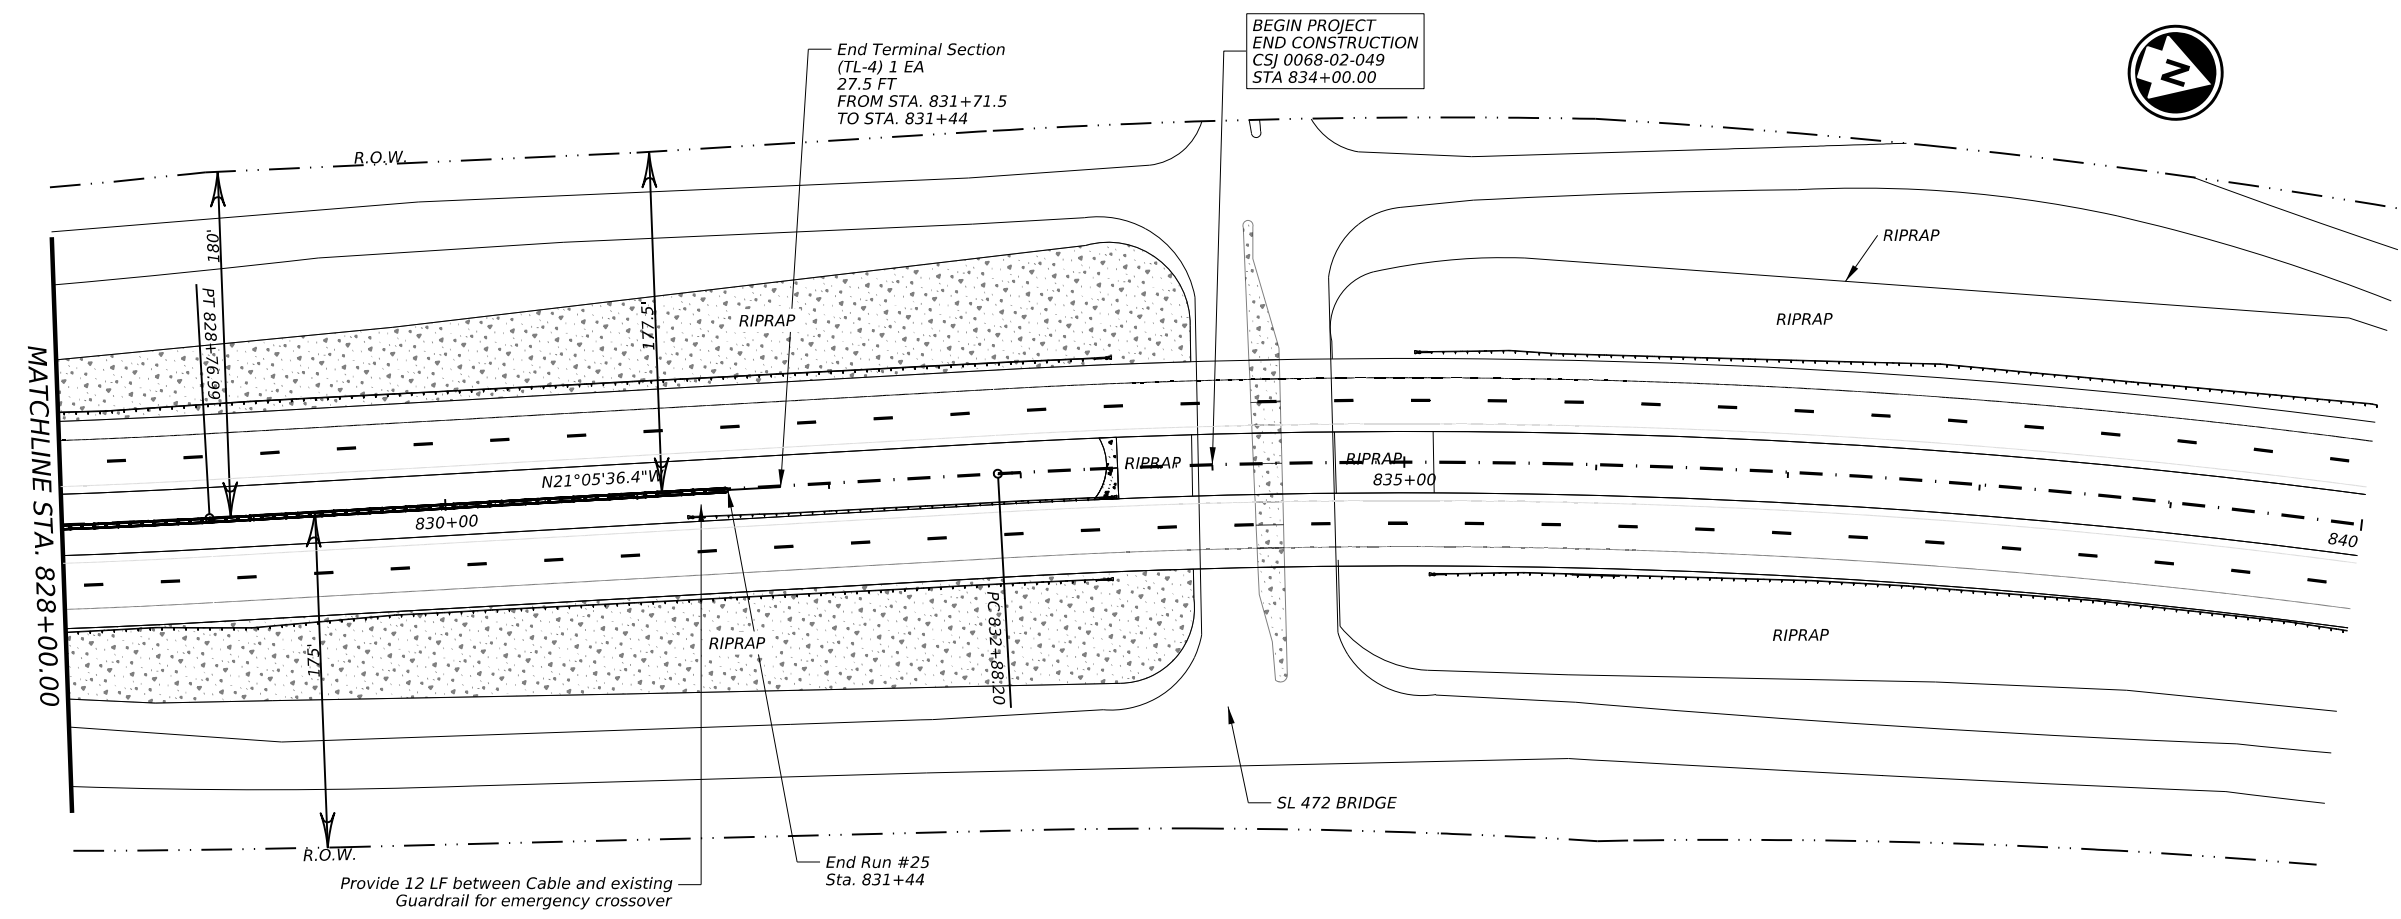 BEGIN PROJECT
END CONSTRUCTION
CSJ 0068-02-049
STA 834+00.00
End Terminal Section
(TL-4) 1 EA
27.5 FT
FROM STA. 831+71.5
TO STA. 831+44
N
R.O.W.
180'
PT 828+76.99
177.5'
RIPRAP
RIPRAP
RIPRAP
MATCHLINE STA. 828+00.00
N21°05'36.4"W
830+00
RIPRAP
RIPRAP
835+00
840
175'
RIPRAP
PC 832+88.20
RIPRAP
SL 472 BRIDGE
R.O.W.
End Run #25
Sta. 831+44
Provide 12 LF between Cable and existing
Guardrail for emergency crossover